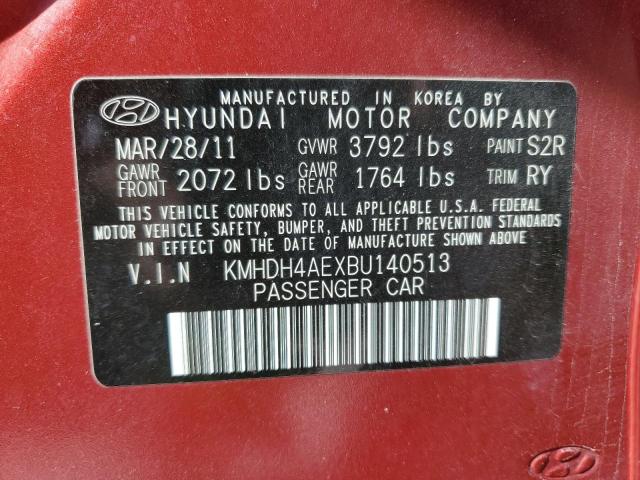 MANUFACTURED IN KOREA BY
HYUNDAI MOTOR COMPANY
MAR/28/11 GVWR 3792 lbs PAINT S2R
GAWR FRONT 2072 lbs GAWR REAR 1764 lbs TRIM RY
THIS VEHICLE CONFORMS TO ALL APPLICABLE U.S.A. FEDERAL
MOTOR VEHICLE SAFETY, BUMPER, AND THEFT PREVENTION STANDARDS
IN EFFECT ON THE DATE OF MANUFACTURE SHOWN ABOVE
V.I.N KMHDH4AEXBU140513
PASSENGER CAR